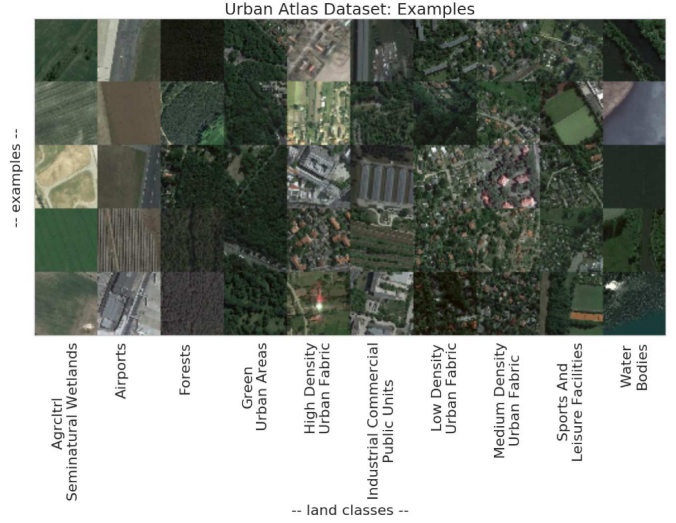 Urban Atlas Dataset: Examples
-- examples --
Agrcltrl
Seminatural Wetlands
Airports
Forests
Green
Urban Areas
High Density
Urban Fabric
Industrial Commercial
Public Units
Low Density
Urban Fabric
Medium Density
Urban Fabric
Sports And
Leisure Facilities
Water
Bodies
-- land classes --